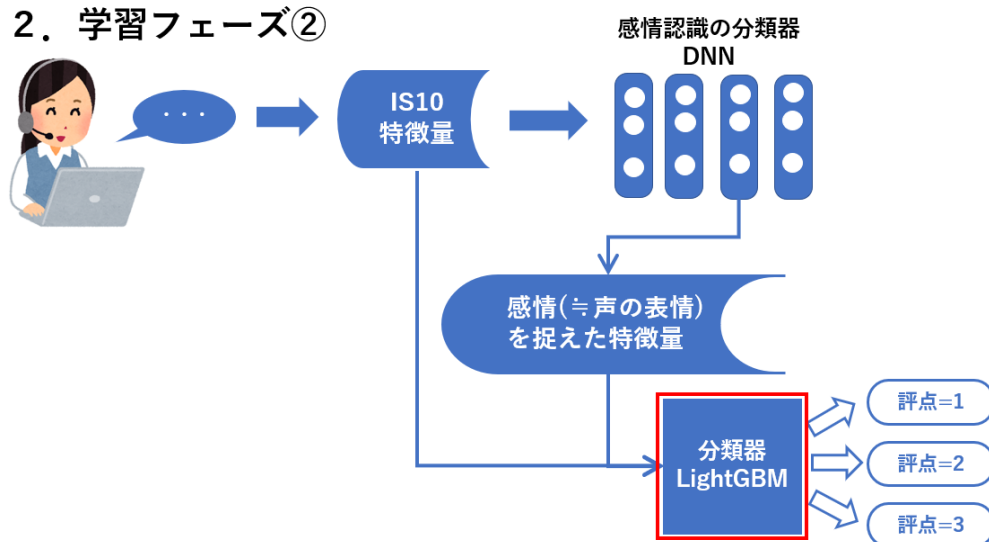 2．学習フェーズ②
感情認識の分類器
DNN
・・・
IS10
特徴量
感情(≒声の表情)
を捉えた特徴量
分類器
LightGBM
評点=1
評点=2
評点=3